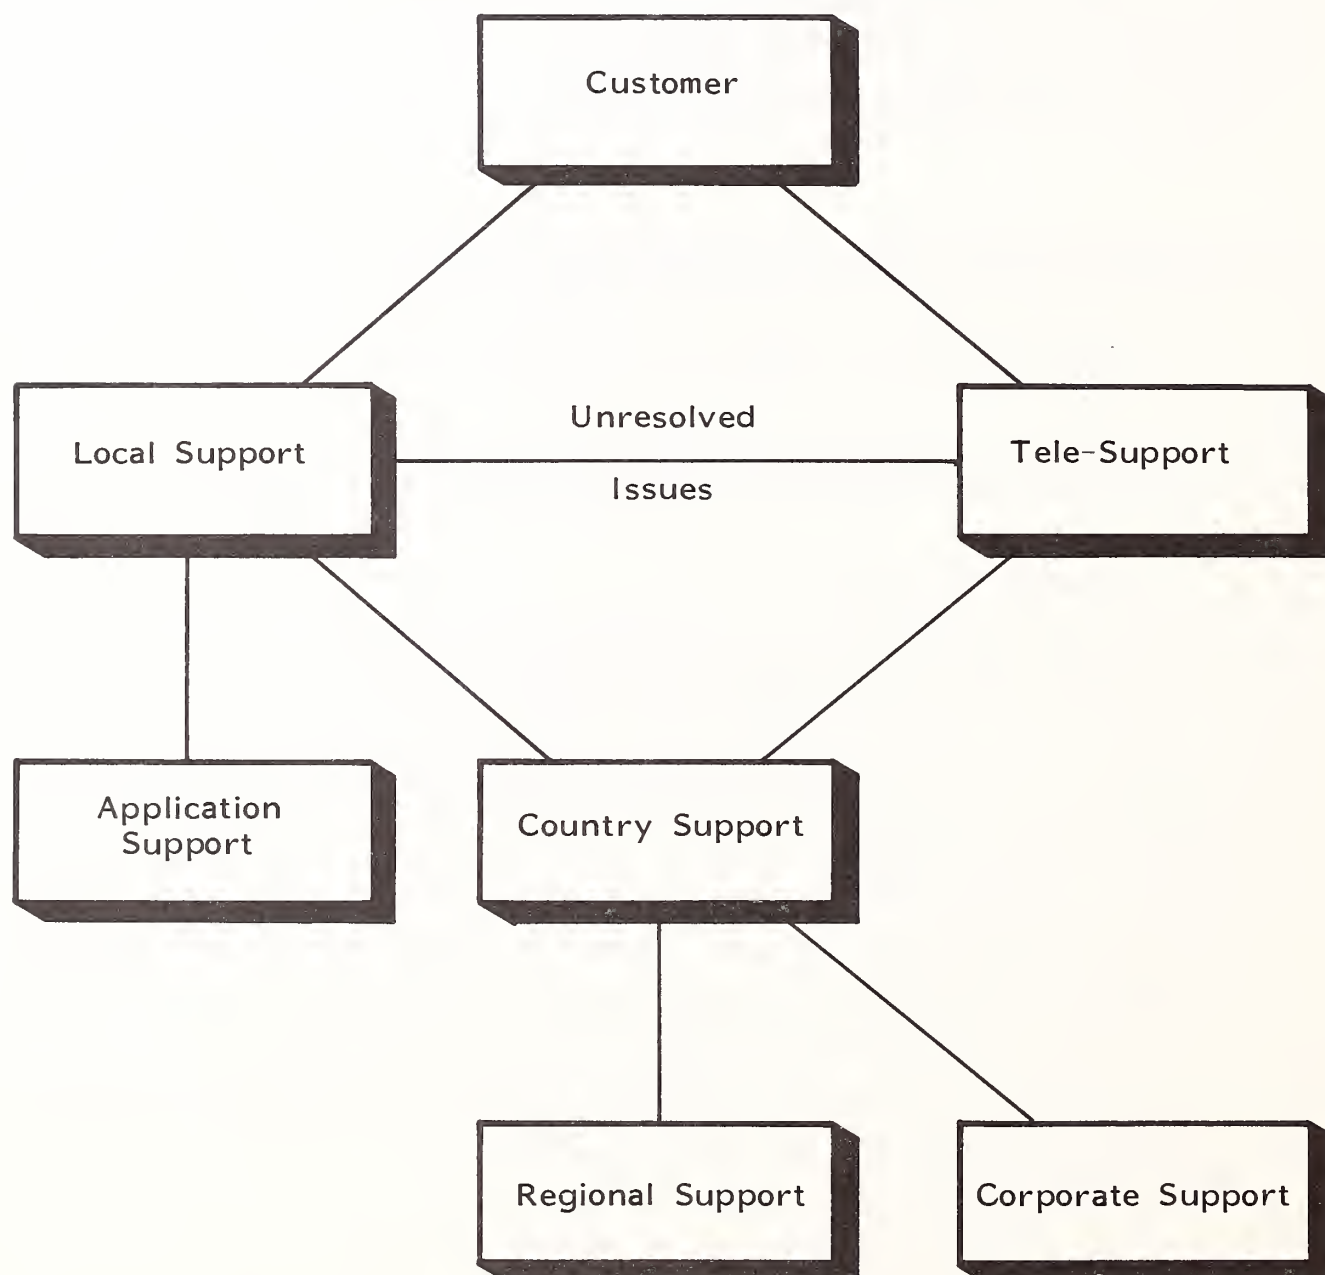 Customer
Local Support
Unresolved
Issues
Tele-Support
Application
Support
Country Support
Regional Support
Corporate Support